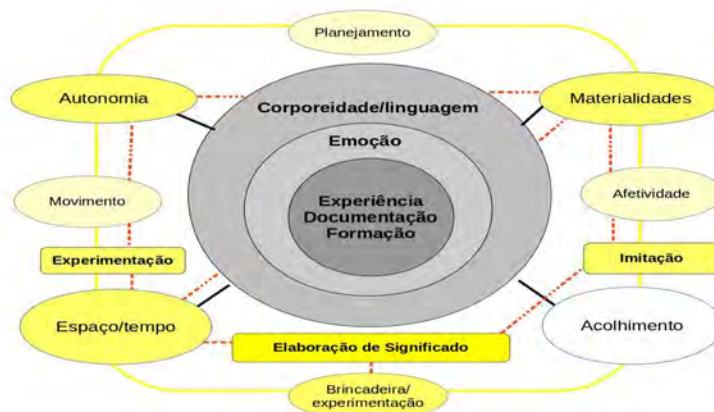 Planejamento
Autonomia
Corporeidade/linguagem
Materialidades
Emoção
Movimento
Experiência
Documentação
Formação
Afetividade
Experimentação
Imitação
Espaço/tempo
Acolhimento
Elaboração de Significado
Brincadeira/
experimentação